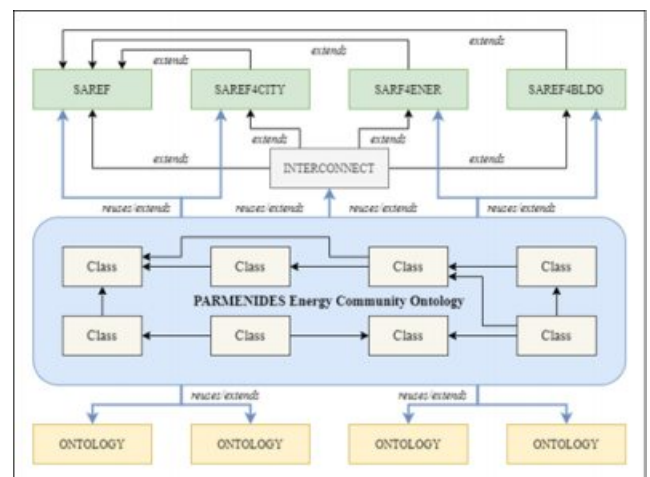 extends
extends
extends
SAREF SAREF4CITY SARF4ENER SAREF4BLDG
extends extends
extends INTERCONNECT extends
reuses/extends reuses/extends reuses/extends reuses/extends
Class Class Class Class
PARMENIDES Energy Community Ontology
Class Class Class Class
reuses/extends reuses/extends
ONTOLOGY ONTOLOGY ONTOLOGY ONTOLOGY